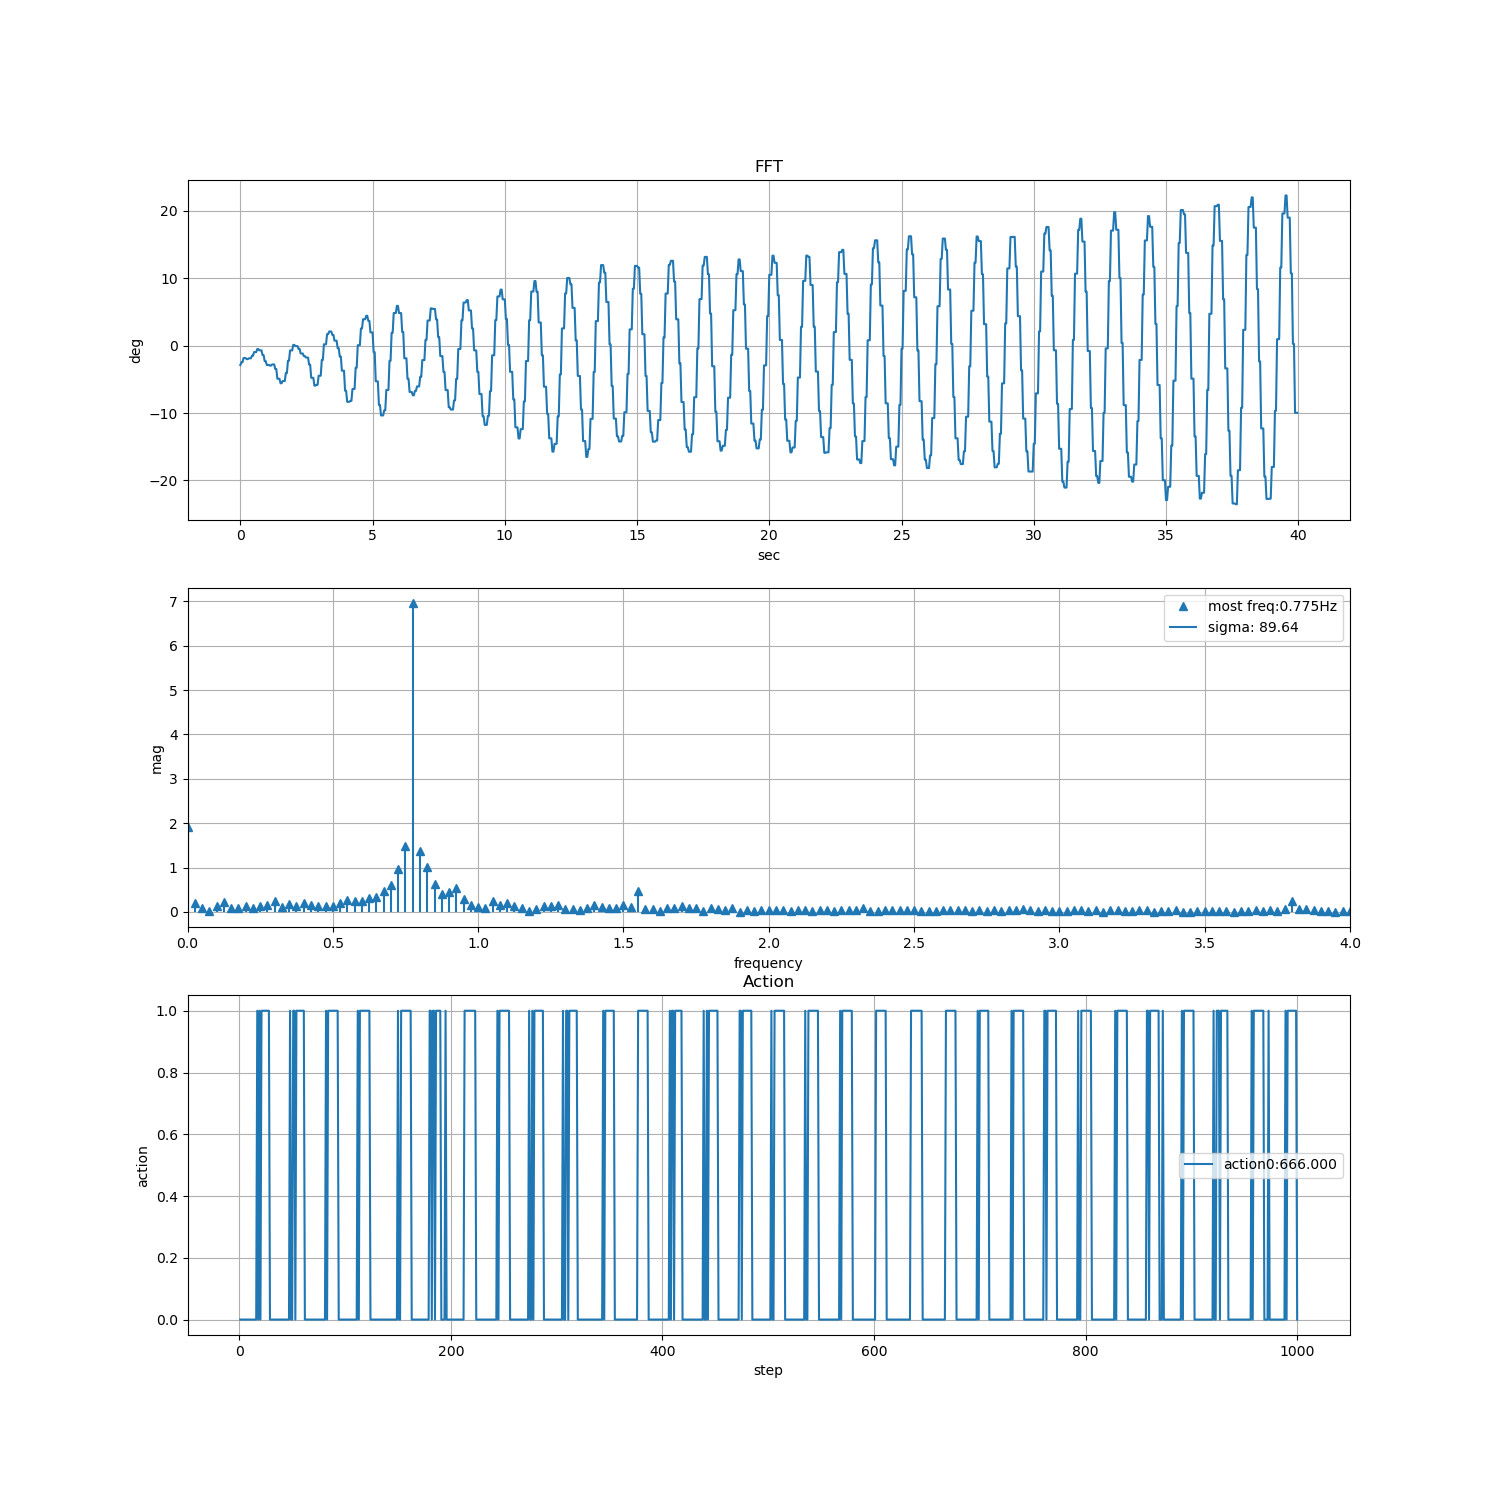 FFT
20
10
0
−10
−20
deg
0 5 10 15 20 25 30 35 40
sec
7
6
5
4
3
2
1
0
mag
most freq:0.775Hz
sigma: 89.64
0.0 0.5 1.0 1.5 2.0 2.5 3.0 3.5 4.0
frequency
Action
1.0
0.8
0.6
0.4
0.2
0.0
action
action0:666.000
0 200 400 600 800 1000
step